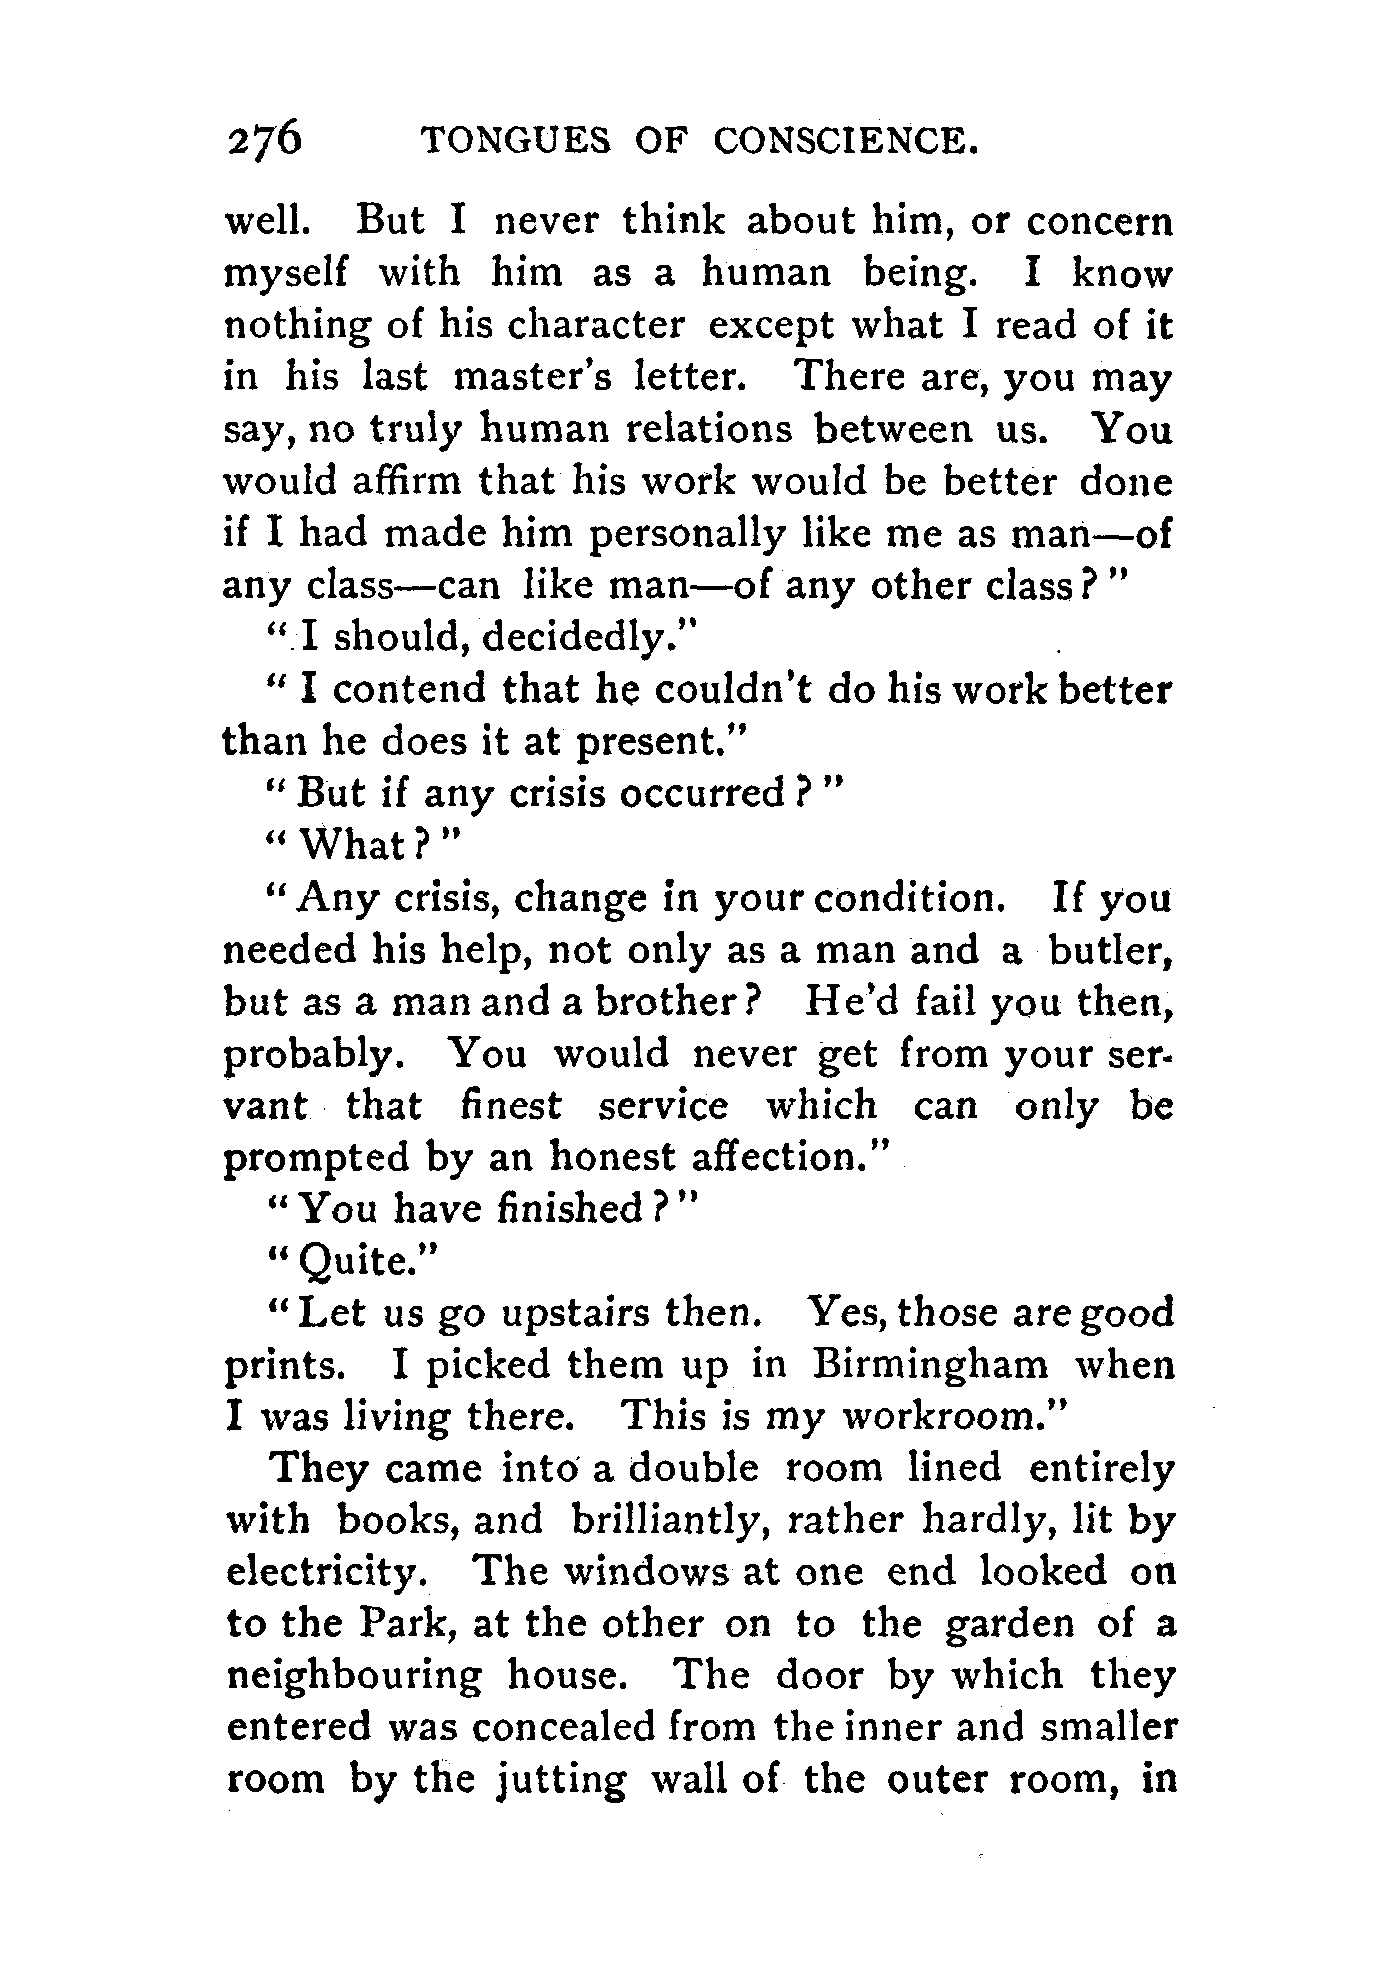 276 TONGUES OF CONSCIENCE.
well. But I never think about him, or concern
myself with him as a human being. I know
nothing of his character except what I read of it
in his last master's letter. There are, you may
say, no truly human relations between us. You
would affirm that his work would be better done
if I had made him personally like me as man—of
any class—can like man—of any other class?"
"I should, decidedly."
"I contend that he couldn't do his work better
than he does it at present."
"But if any crisis occurred?"
"What?"
"Any crisis, change in your condition. If you
needed his help, not only as a man and a butler,
but as a man and a brother? He'd fail you then,
probably. You would never get from your ser-
vant that finest service which can only be
prompted by an honest affection."
"You have finished?"
"Quite."
"Let us go upstairs then. Yes, those are good
prints. I picked them up in Birmingham when
I was living there. This is my workroom."
They came into a double room lined entirely
with books, and brilliantly, rather hardly, lit by
electricity. The windows at one end looked on
to the Park, at the other on to the garden of a
neighbouring house. The door by which they
entered was concealed from the inner and smaller
room by the jutting wall of the outer room, in